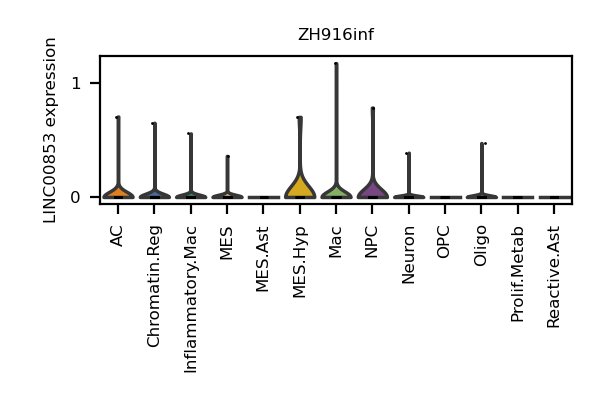 ZH916inf
LINC00853 expression
1
0
AC
Chromatin.Reg
Inflammatory.Mac
MES
MES.Ast
MES.Hyp
Mac
NPC
Neuron
OPC
Oligo
Prolif.Metab
Reactive.Ast